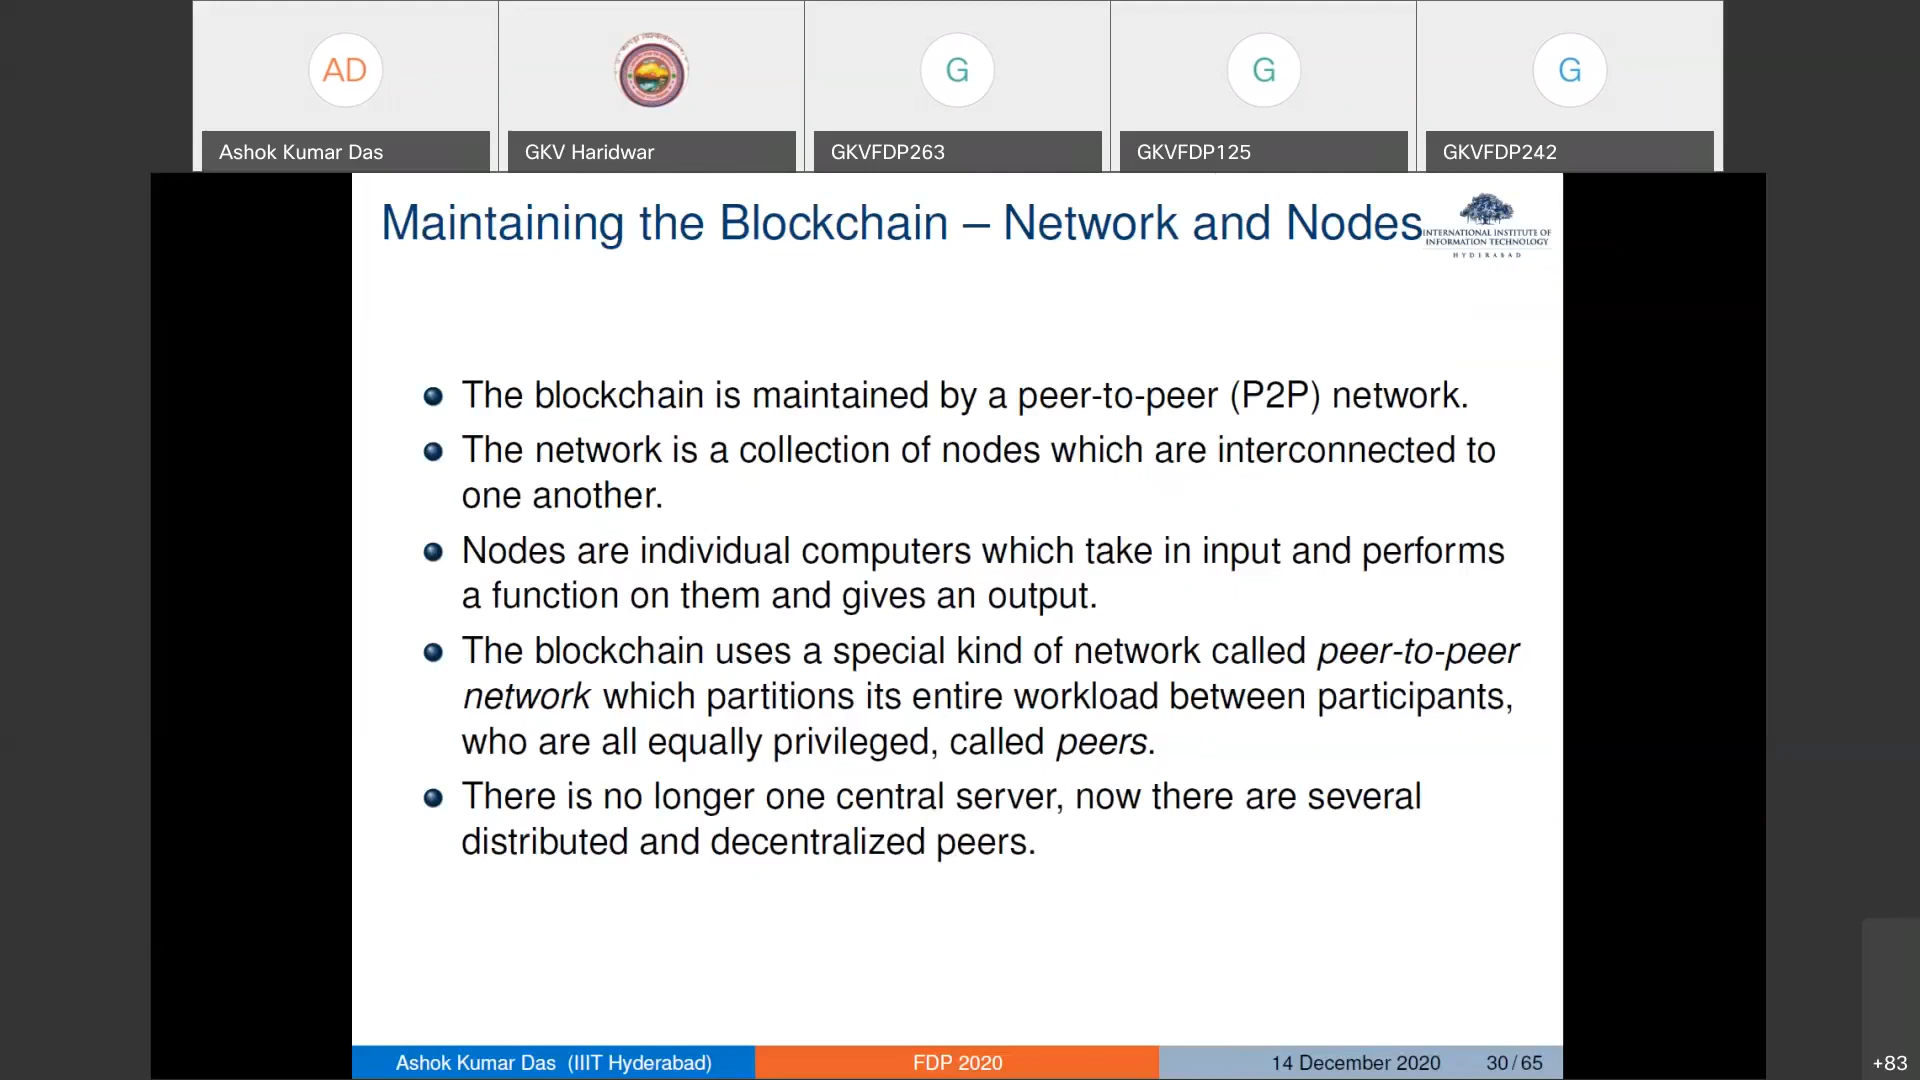 AD
G
G
G
Ashok Kumar Das
GKV Haridwar
GKVFDP263
GKVFDP125
GKVFDP242
Maintaining the Blockchain – Network and Nodes
INTERNATIONAL INSTITUTE OF
INFORMATION TECHNOLOGY
HYDERABAD
The blockchain is maintained by a peer-to-peer (P2P) network.
The network is a collection of nodes which are interconnected to
one another.
Nodes are individual computers which take in input and performs
a function on them and gives an output.
The blockchain uses a special kind of network called peer-to-peer
network which partitions its entire workload between participants,
who are all equally privileged, called peers.
There is no longer one central server, now there are several
distributed and decentralized peers.
Ashok Kumar Das (IIIT Hyderabad)
FDP 2020
14 December 2020
30/65
+83